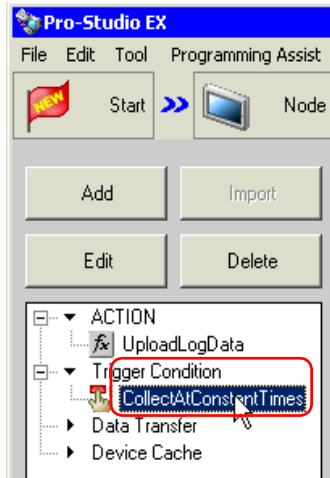 Pro-Studio EX
File Edit Tool Programming Assist
NEW Start Node
Add Import
Edit Delete
ACTION
fx UploadLogData
Trigger Condition
CollectAtConstantTimes
Data Transfer
Device Cache